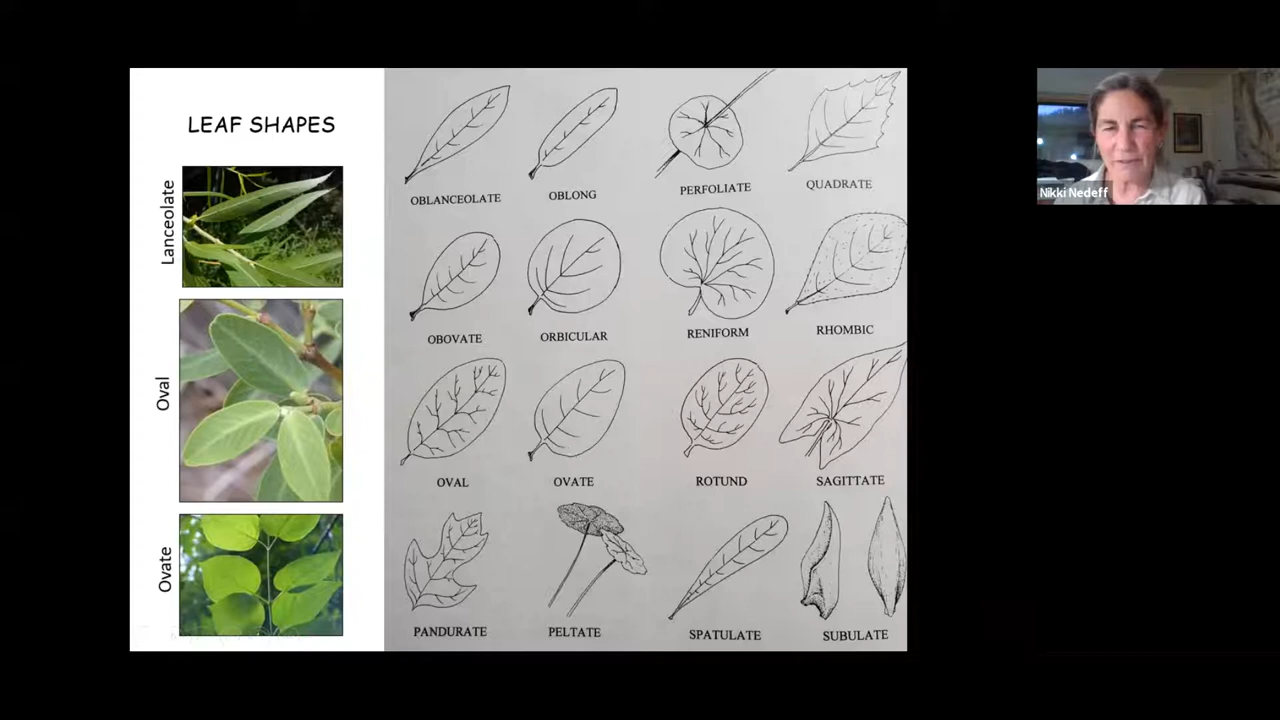 LEAF SHAPES
Lanceolate
Oval
Ovate
OBLANCEOLATE
OBLONG
PERFOLIATE
QUADRATE
OBOVATE
ORBICULAR
RENIFORM
RHOMBIC
OVAL
OVATE
ROTUND
SAGITTATE
PANDURATE
PELTATE
SPATULATE
SUBULATE
Nikki Nedeff